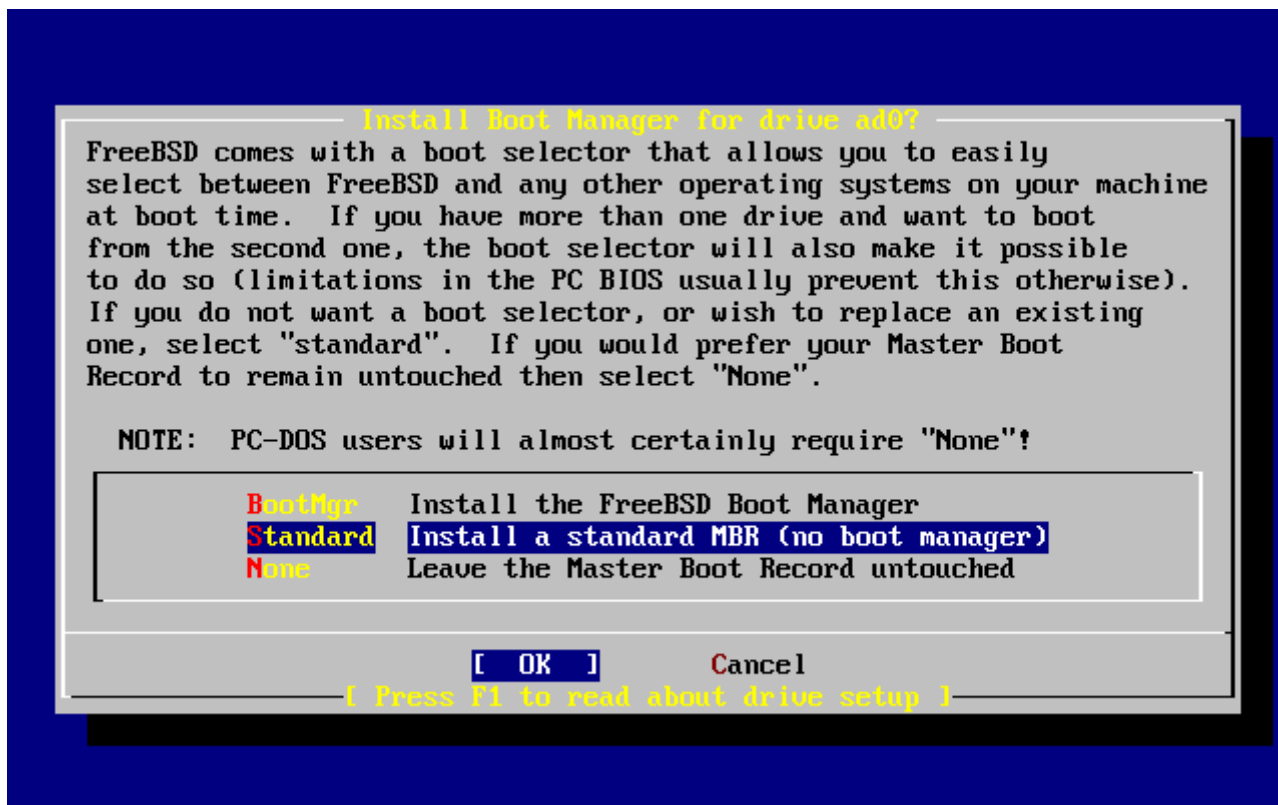 Install Boot Manager for drive ad0?
FreeBSD comes with a boot selector that allows you to easily
select between FreeBSD and any other operating systems on your machine
at boot time.  If you have more than one drive and want to boot
from the second one, the boot selector will also make it possible
to do so (limitations in the PC BIOS usually prevent this otherwise).
If you do not want a boot selector, or wish to replace an existing
one, select "standard".  If you would prefer your Master Boot
Record to remain untouched then select "None".
NOTE:  PC-DOS users will almost certainly require "None"!
BootMgr   Install the FreeBSD Boot Manager
Standard  Install a standard MBR (no boot manager)
None      Leave the Master Boot Record untouched
[  OK  ]       Cancel
[ Press F1 to read about drive setup ]